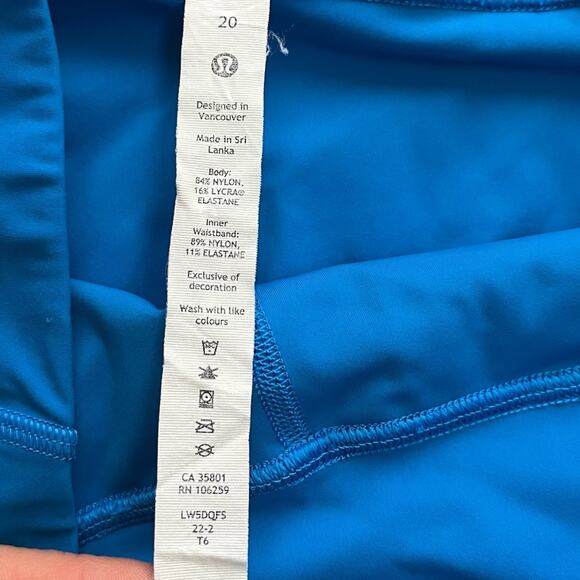 20
Designed in
Vancouver
Made in Sri
Lanka
Body:
84% NYLON,
16% LYCRA®
ELASTANE
Inner
Waistband:
89% NYLON,
11% ELASTANE
Exclusive of
decoration
Wash with like
colours
CA 35801
RN 106259
LW5DQFS
22-2
T6